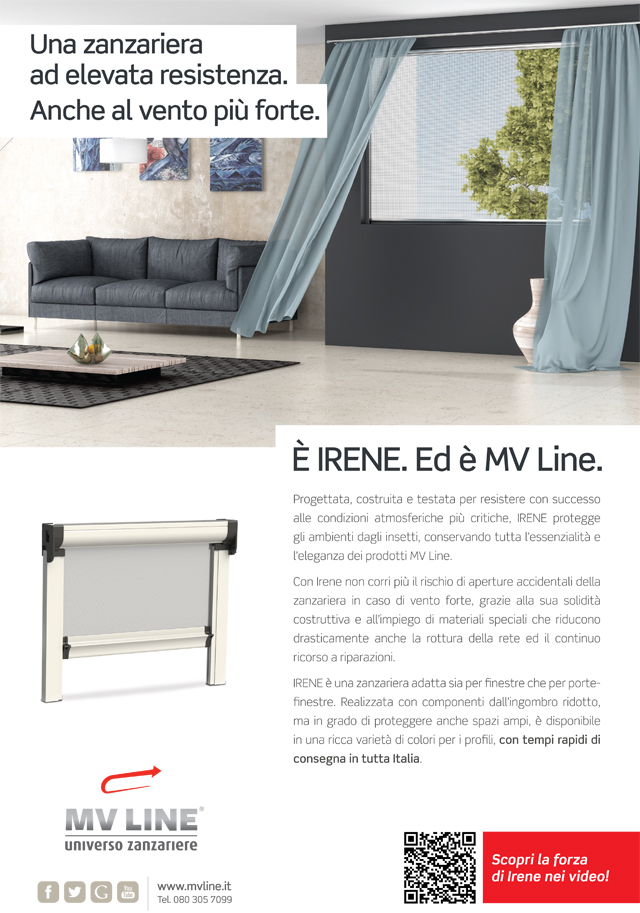 Una zanzariera
ad elevata resistenza.
Anche al vento più forte.
È IRENE. Ed è MV Line.
Progettata, costruita e testata per resistere con successo
alle condizioni atmosferiche più critiche, IRENE protegge
gli ambienti dagli insetti, conservando tutta l'essenzialità e
l'eleganza dei prodotti MV Line.
Con Irene non corri più il rischio di aperture accidentali della
zanzariera in caso di vento forte, grazie alla sua solidità
costruttiva e all'impiego di materiali speciali che riducono
drasticamente anche la rottura della rete ed il continuo
ricorso a riparazioni.
IRENE è una zanzariera adatta sia per finestre che per porte-
finestre. Realizzata con componenti dall'ingombro ridotto,
ma in grado di proteggere anche spazi ampi, è disponibile
in una ricca varietà di colori per i profili, con tempi rapidi di
consegna in tutta Italia.
MV LINE®
universo zanzariere
f G You Tube
www.mvline.it
Tel. 080 305 7099
Scopri la forza
di Irene nei video!